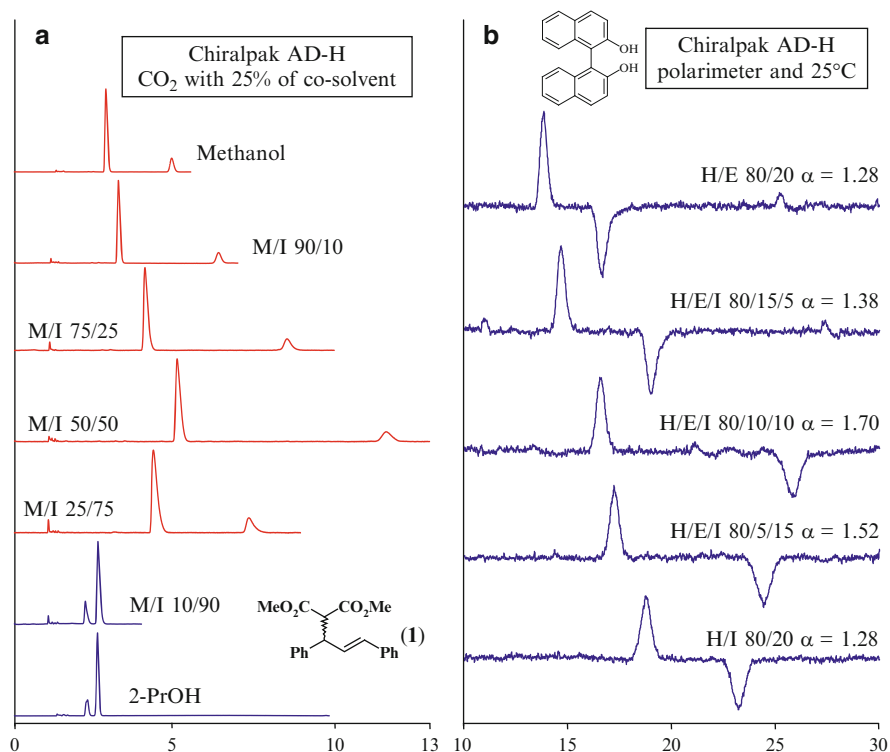 a
Chiralpak AD-H
CO₂ with 25% of co-solvent
Methanol
M/I 90/10
M/I 75/25
M/I 50/50
M/I 25/75
M/I 10/90
MeO₂C CO₂Me
Ph Ph
(1)
2-PrOH
0 5 10 13
b
OH
OH
Chiralpak AD-H
polarimeter and 25°C
H/E 80/20 α = 1.28
H/E/I 80/15/5 α = 1.38
H/E/I 80/10/10 α = 1.70
H/E/I 80/5/15 α = 1.52
H/I 80/20 α = 1.28
10 15 20 25 30